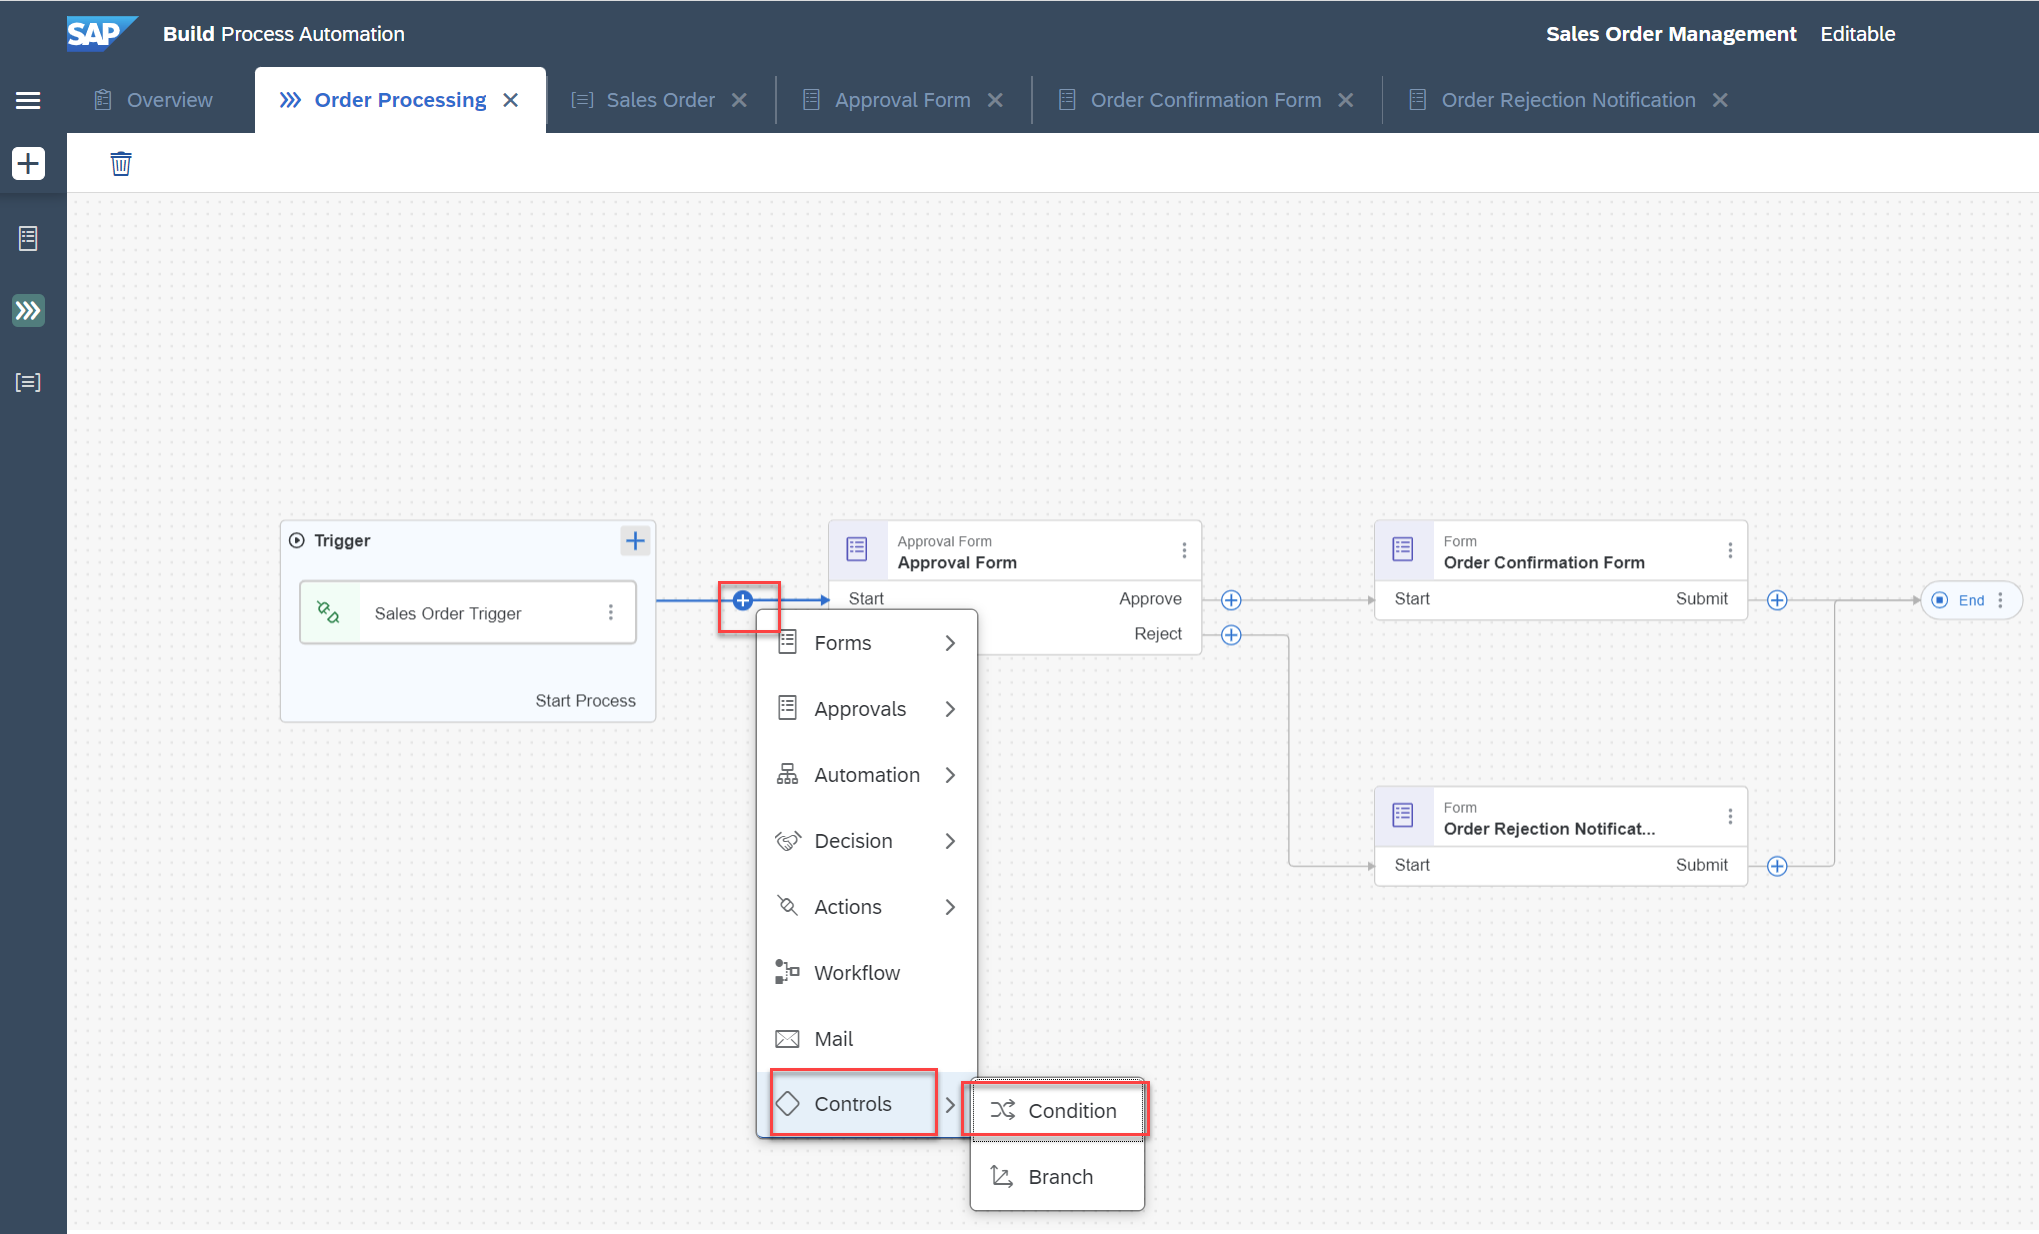 SAP Build Process Automation
Sales Order Management Editable
Overview
Order Processing
Sales Order
Approval Form
Order Confirmation Form
Order Rejection Notification
Trigger
Sales Order Trigger
Start Process
Approval Form
Approval Form
Start
Approve
Reject
Form
Order Confirmation Form
Start
Submit
End
Form
Order Rejection Notificat...
Start
Submit
Forms
Approvals
Automation
Decision
Actions
Workflow
Mail
Controls
Condition
Branch